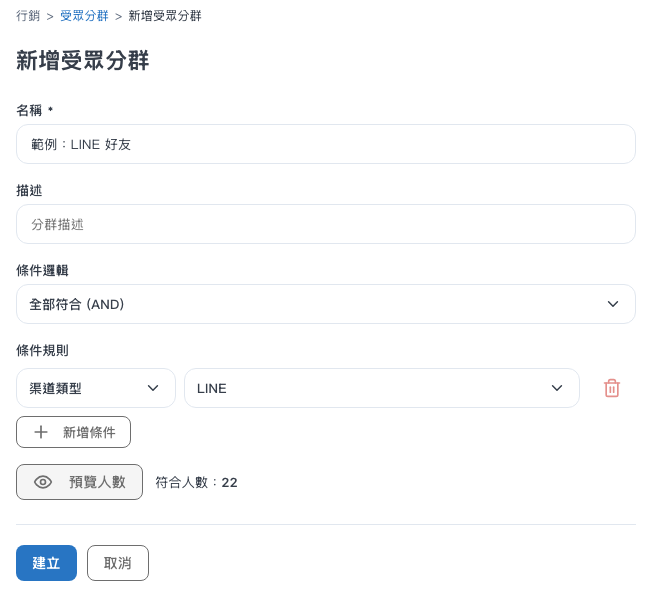 行銷 > 受眾分群 > 新增受眾分群
新增受眾分群
名稱 *
範例：LINE 好友
描述
分群描述
條件邏輯
全部符合 (AND)
條件規則
渠道類型 LINE
新增條件
預覽人數 符合人數：22
建立 取消